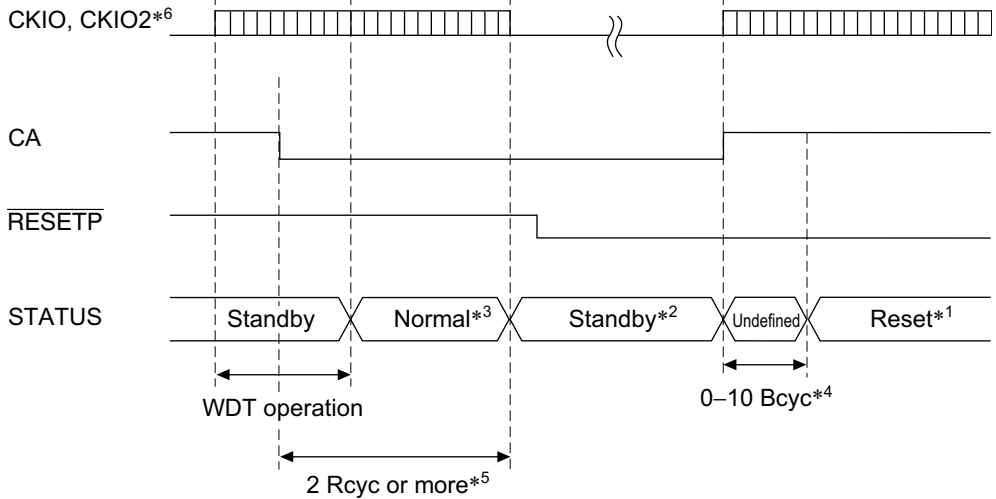 CKIO, CKIO2*6
CA
RESETP
STATUS
Standby Normal*3 Standby*2 Undefined Reset*1
WDT operation
0–10 Bcyc*4
2 Rcyc or more*5